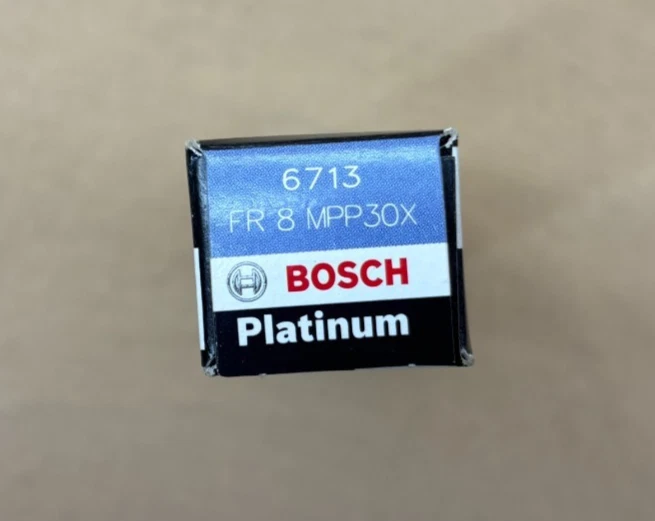 6713
FR 8 MPP30X
BOSCH
Platinum